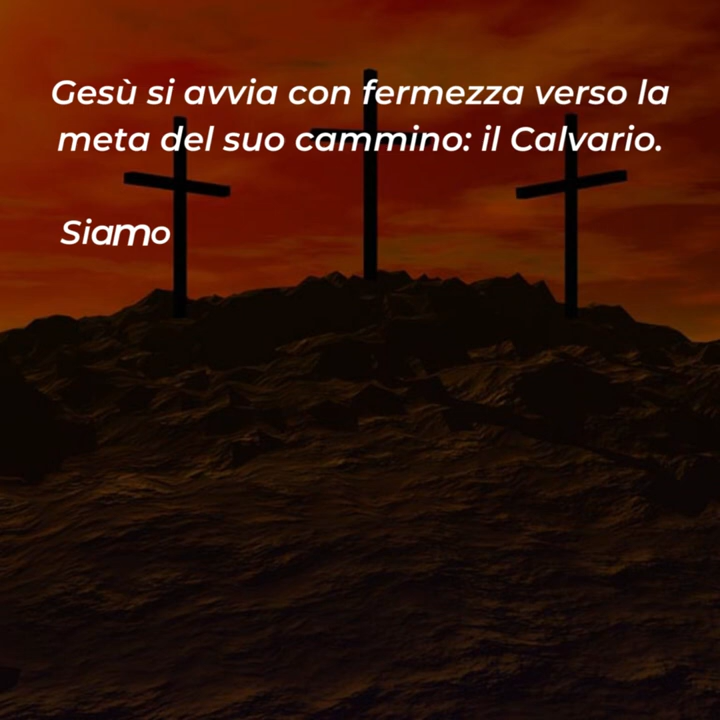 Gesù si avvia con fermezza verso la
meta del suo cammino: il Calvario.
Siamo